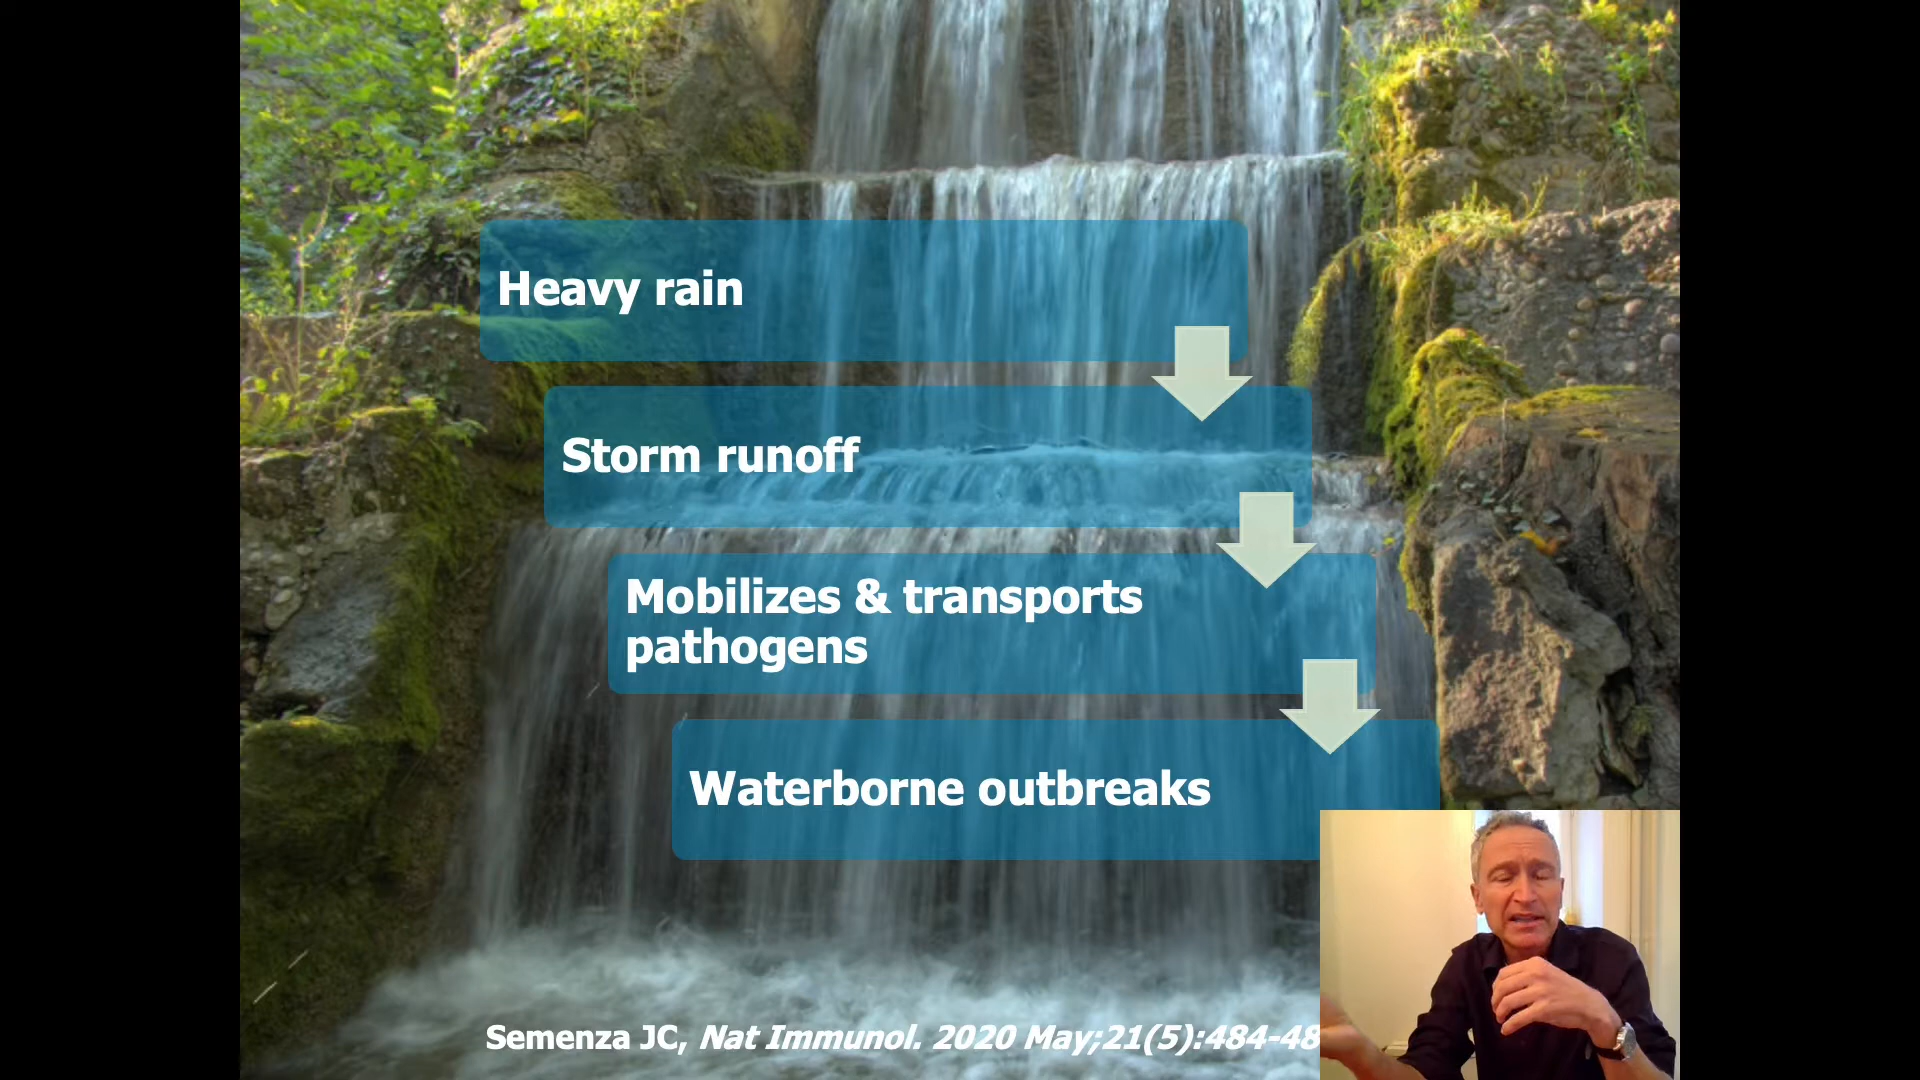 Heavy rain
Storm runoff
Mobilizes & transports
pathogens
Waterborne outbreaks
Semenza JC, Nat Immunol. 2020 May;21(5):484-48